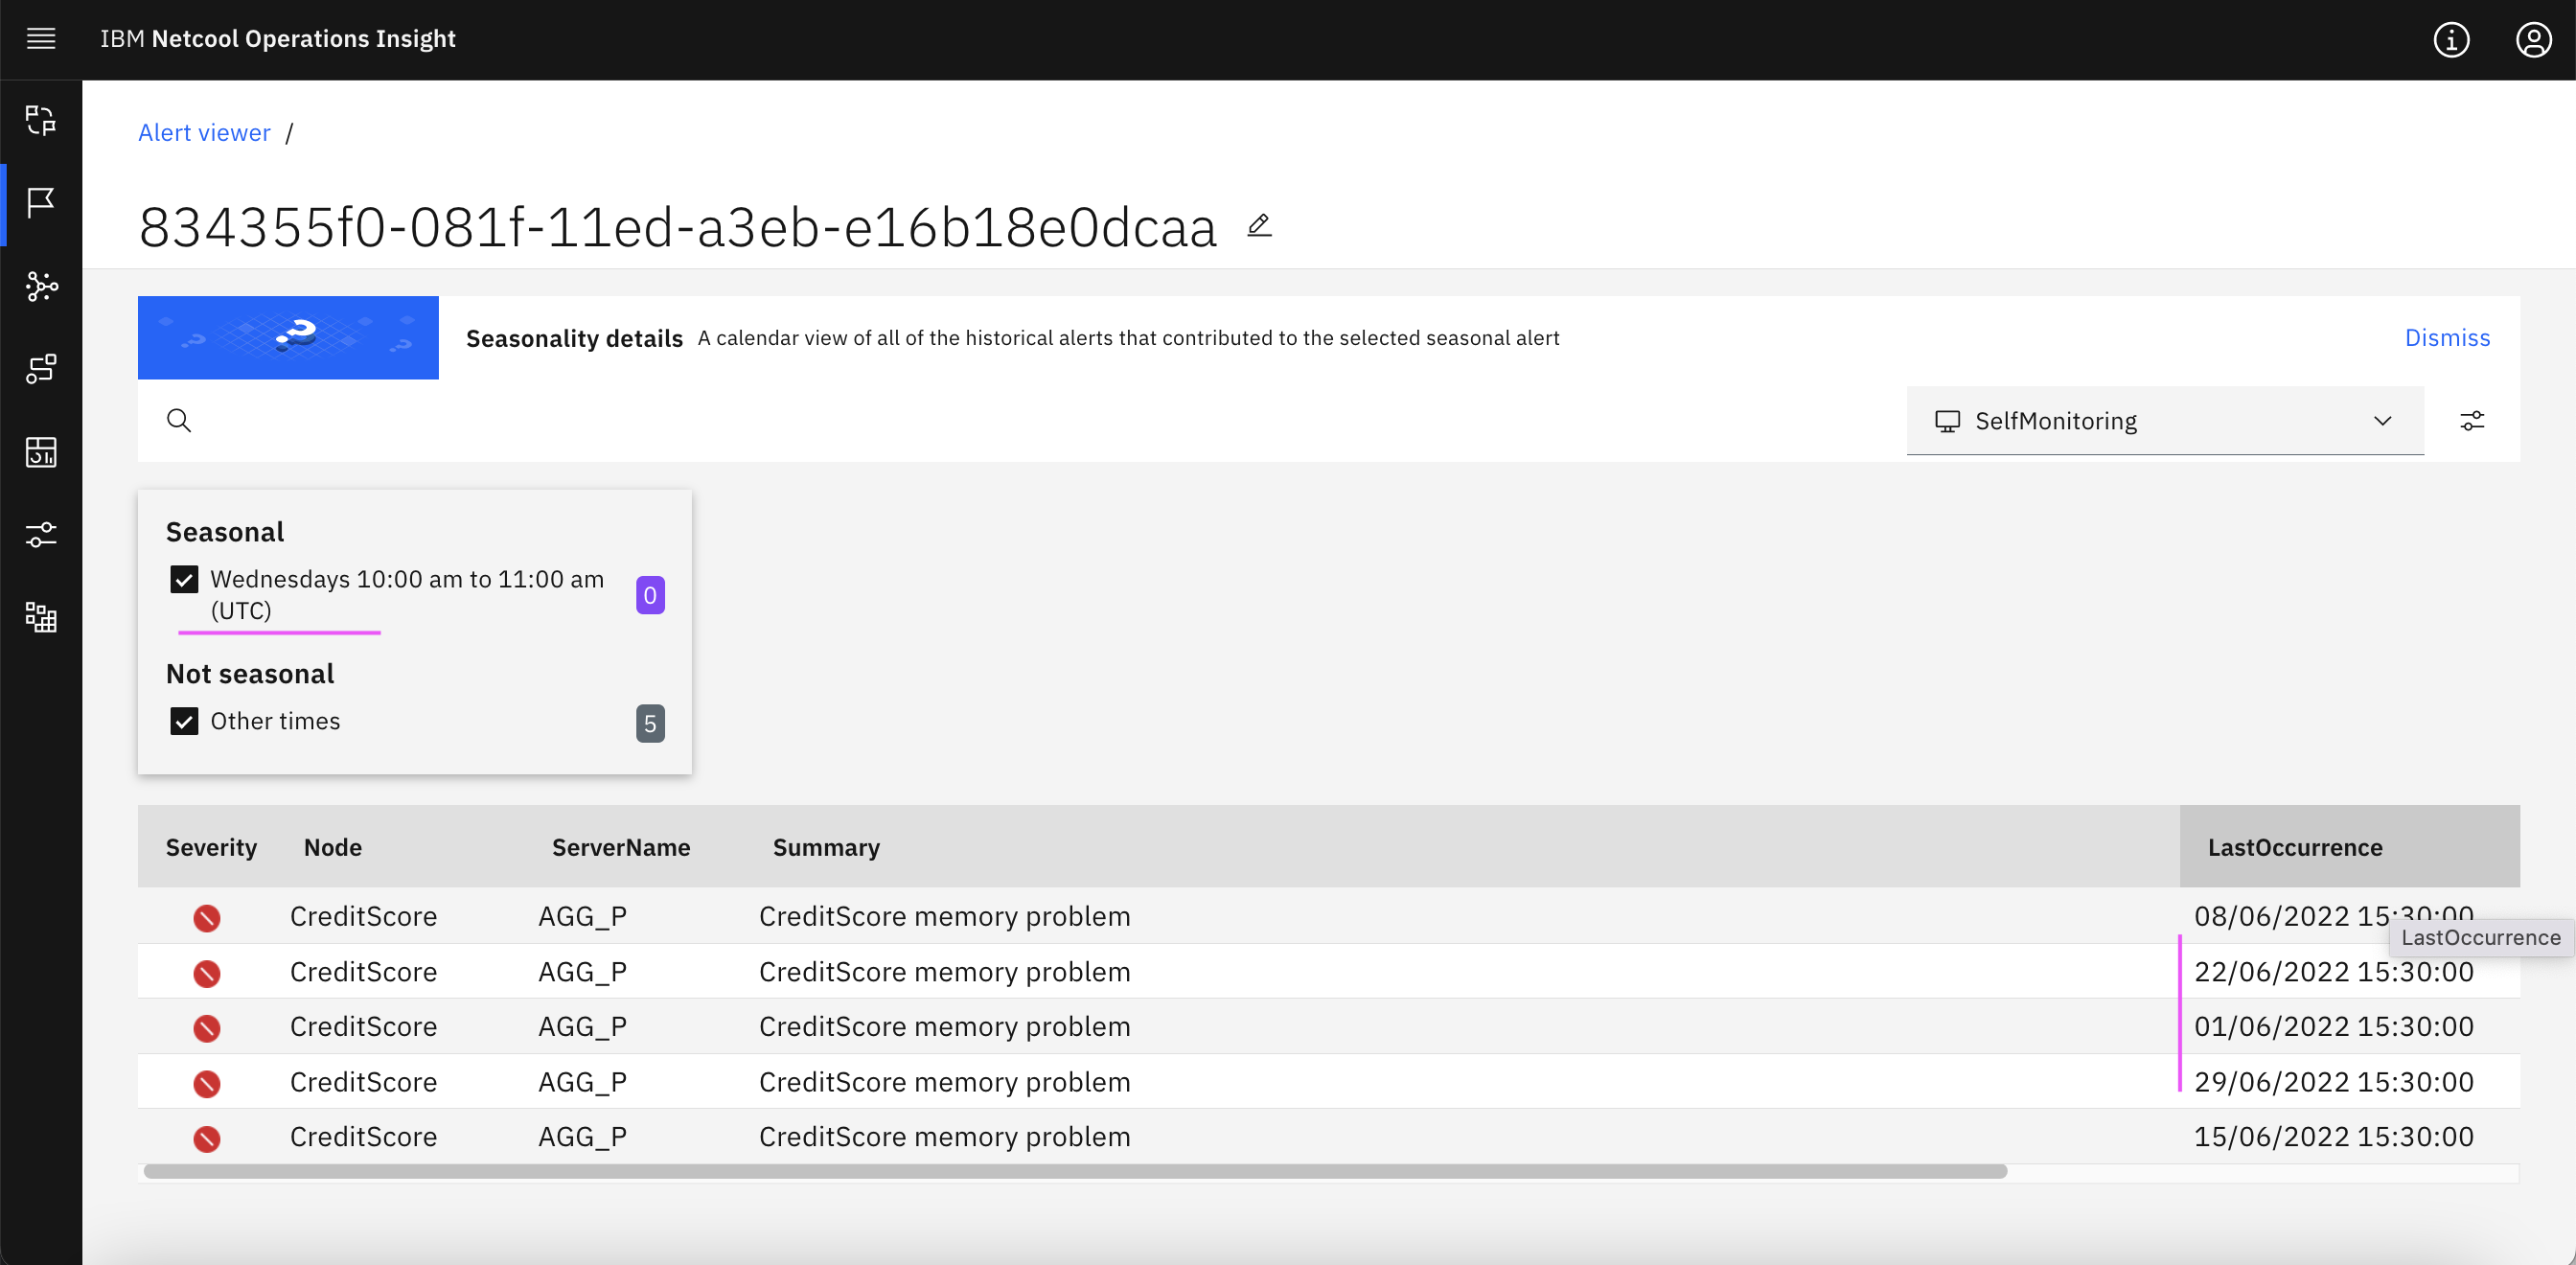 IBM Netcool Operations Insight
Alert viewer /
834355f0-081f-11ed-a3eb-e16b18e0dcaa
Seasonality details A calendar view of all of the historical alerts that contributed to the selected seasonal alert Dismiss
SelfMonitoring
Seasonal
Wednesdays 10:00 am to 11:00 am
(UTC)
0
Not seasonal
Other times 5
Severity Node ServerName Summary LastOccurrence
CreditScore AGG_P CreditScore memory problem 08/06/2022 15:30:00
LastOccurrence
CreditScore AGG_P CreditScore memory problem 22/06/2022 15:30:00
CreditScore AGG_P CreditScore memory problem 01/06/2022 15:30:00
CreditScore AGG_P CreditScore memory problem 29/06/2022 15:30:00
CreditScore AGG_P CreditScore memory problem 15/06/2022 15:30:00